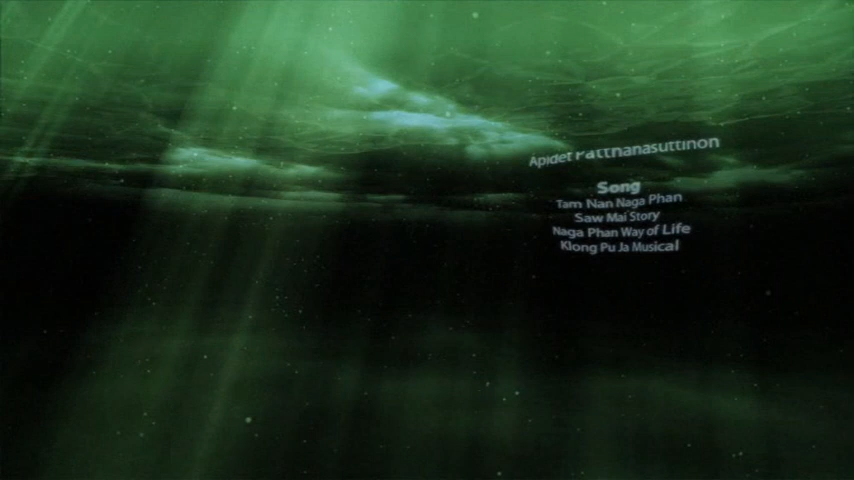 Apidet Patthanasuttinon
Song
Tam Nan Naga Phan
Saw Mai Story
Naga Phan Way of Life
Klong Pu Ja Musical